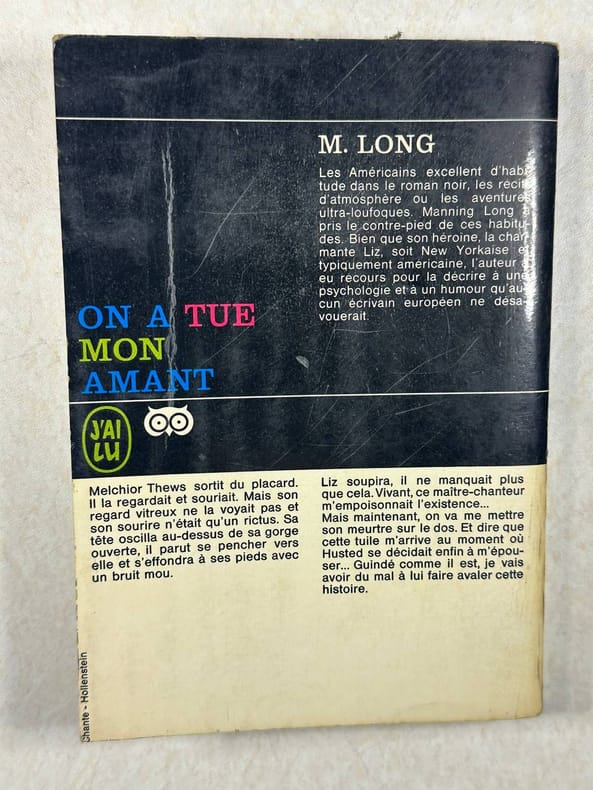 M. LONG
Les Américains excellent d'habi-
tude dans le roman noir, les récit
d'atmosphère ou les aventure
ultra-loufoques. Manning Long a
pris le contre-pied de ces habitu-
des. Bien que son héroïne, la char
mante Liz, soit New Yorkaise e
typiquement américaine, l'auteur a
eu recours pour la décrire à une
psychologie et à un humour qu'au
cun écrivain européen ne désa-
vouerait.
ON A TUE
MON
AMANT
J'AI
LU
Melchior Thews sortit du placard.
Il la regardait et souriait. Mais son
regard vitreux ne la voyait pas et
son sourire n'était qu'un rictus. Sa
tête oscilla au-dessus de sa gorge
ouverte, il parut se pencher vers
elle et s'effondra à ses pieds avec
un bruit mou.
Liz soupira, il ne manquait plus
que cela. Vivant, ce maître-chanteur
m'empoisonnait l'existence...
Mais maintenant, on va me mettre
son meurtre sur le dos. Et dire que
cette tuile m'arrive au moment où
Husted se décidait enfin à m'épou-
ser... Guindé comme il est, je vais
avoir du mal à lui faire avaler cette
histoire.
Chante - Hollenstein